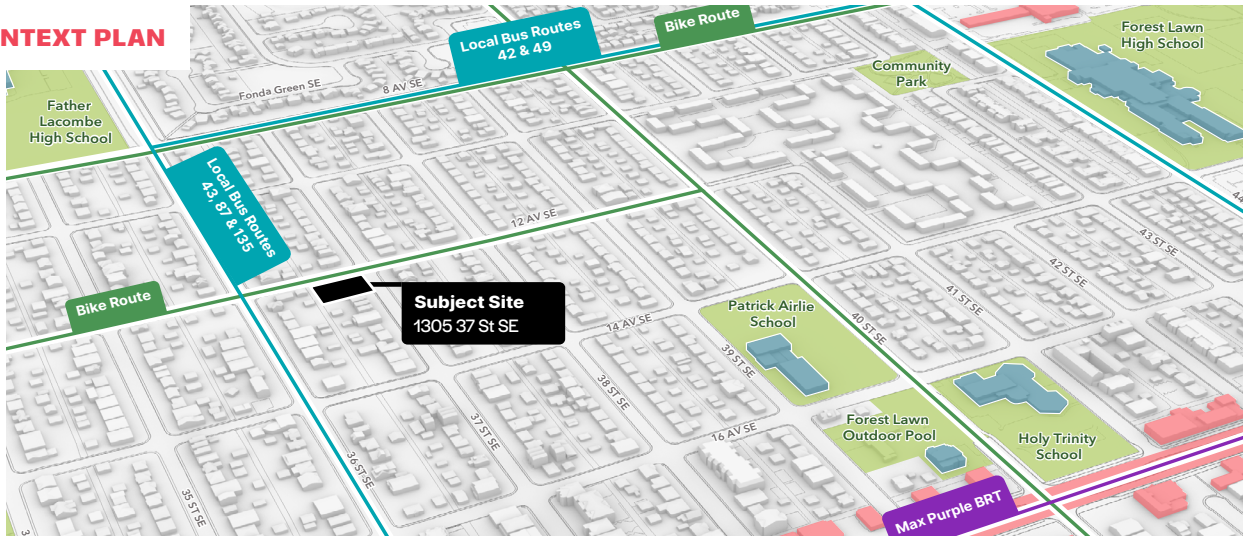 NTEXT PLAN
Local Bus Routes
42 & 49
Bike Route
Forest Lawn
High School
Community
Park
Fonda Green SE
8 AV SE
Father
Lacombe
High School
Local Bus Routes
43, 87 & 135
12 AV SE
44
43 ST SE
42 ST SE
41 ST SE
Bike Route
Subject Site
1305 37 St SE
Patrick Airlie
School
40 ST SE
14 AV SE
39 ST SE
38 ST SE
37 ST SE
16 AV SE
Forest Lawn
Outdoor Pool
Holy Trinity
School
36 ST SE
35 ST SE
3
Max Purple BRT